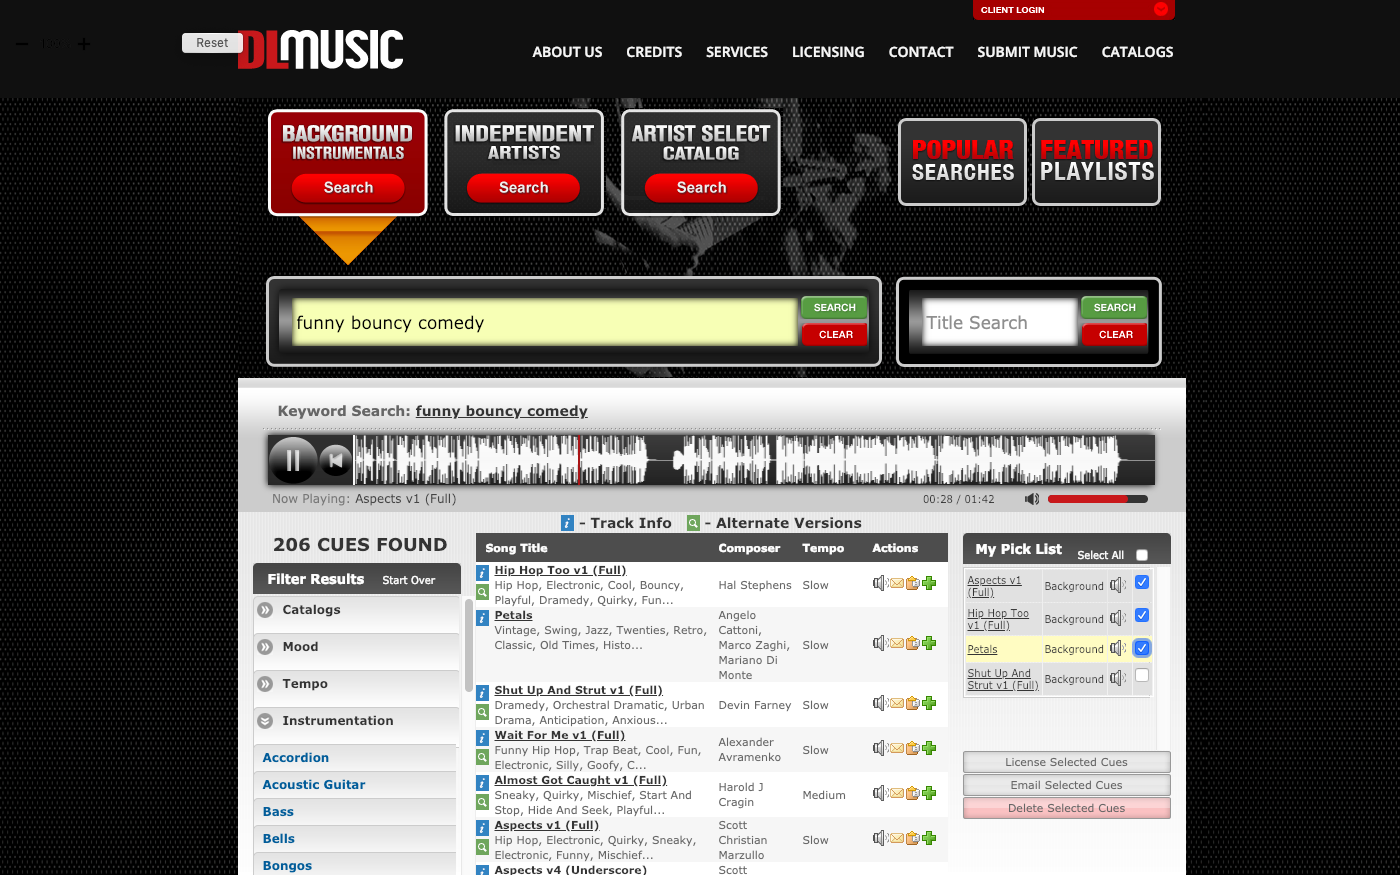 CLIENT LOGIN
Reset
DLMUSIC
ABOUT US CREDITS SERVICES LICENSING CONTACT SUBMIT MUSIC CATALOGS
BACKGROUND
INSTRUMENTALS
Search
INDEPENDENT
ARTISTS
Search
ARTIST SELECT
CATALOG
Search
POPULAR
SEARCHES
FEATURED
PLAYLISTS
funny bouncy comedy
SEARCH
CLEAR
Title Search
SEARCH
CLEAR
Keyword Search: funny bouncy comedy
Now Playing: Aspects v1 (Full)
00:28 / 01:42
i - Track Info - Alternate Versions
206 CUES FOUND
Filter Results Start Over
Catalogs
Mood
Tempo
Instrumentation
Accordion
Acoustic Guitar
Bass
Bells
Bongos
Song Title Composer Tempo Actions
Hip Hop Too v1 (Full)
Hip Hop, Electronic, Cool, Bouncy,
Playful, Dramedy, Quirky, Fun...
Hal Stephens
Slow
Petals
Vintage, Swing, Jazz, Twenties, Retro,
Classic, Old Times, Histo...
Angelo
Cattoni,
Marco Zaghi,
Mariano Di
Monte
Slow
Shut Up And Strut v1 (Full)
Dramedy, Orchestral Dramatic, Urban
Drama, Anticipation, Anxious...
Devin Farney
Slow
Wait For Me v1 (Full)
Funny Hip Hop, Trap Beat, Cool, Fun,
Electronic, Silly, Goofy, C...
Alexander
Avramenko
Slow
Almost Got Caught v1 (Full)
Sneaky, Quirky, Mischief, Start And
Stop, Hide And Seek, Playful...
Harold J
Cragin
Medium
Aspects v1 (Full)
Hip Hop, Electronic, Quirky, Sneaky,
Electronic, Funny, Mischief...
Scott
Christian
Marzullo
Slow
Aspects v4 (Underscore)
Scott
My Pick List Select All
Aspects v1
(Full)
Background
Hip Hop Too
v1 (Full)
Background
Petals
Background
Shut Up And
Strut v1 (Full)
Background
License Selected Cues
Email Selected Cues
Delete Selected Cues